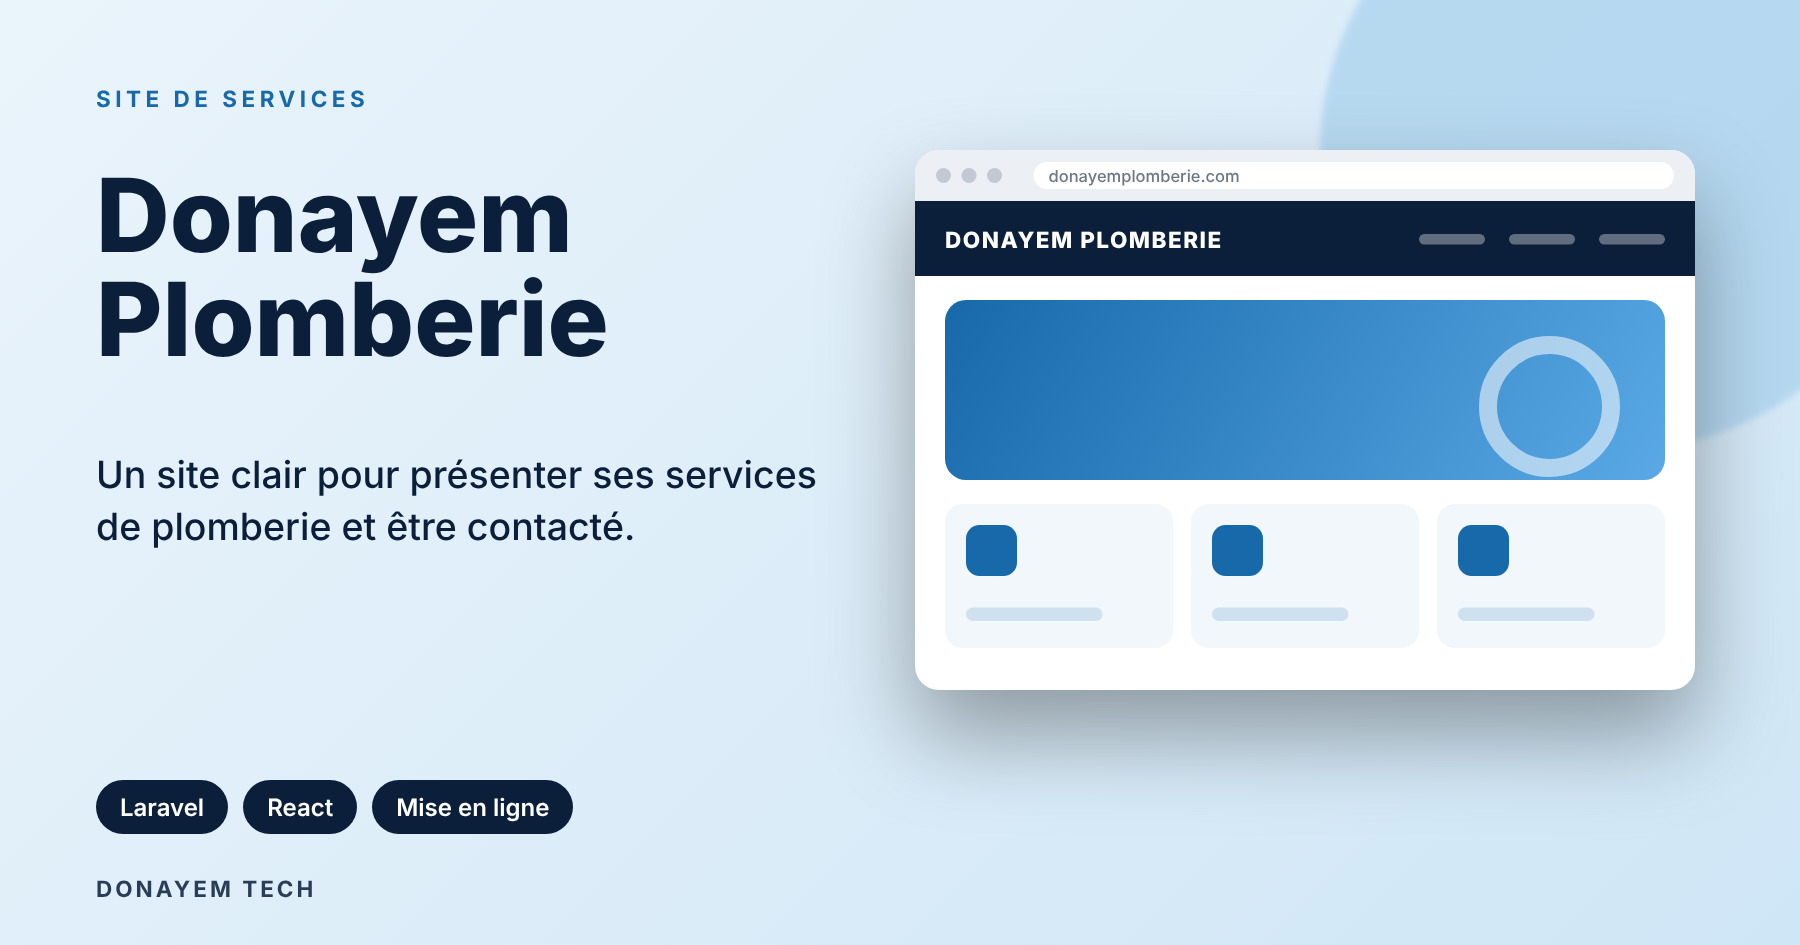 SITE DE SERVICES
Donayem
Plomberie
Un site clair pour présenter ses services
de plomberie et être contacté.
Laravel
React
Mise en ligne
DONAYEM TECH
donayemplomberie.com
DONAYEM PLOMBERIE